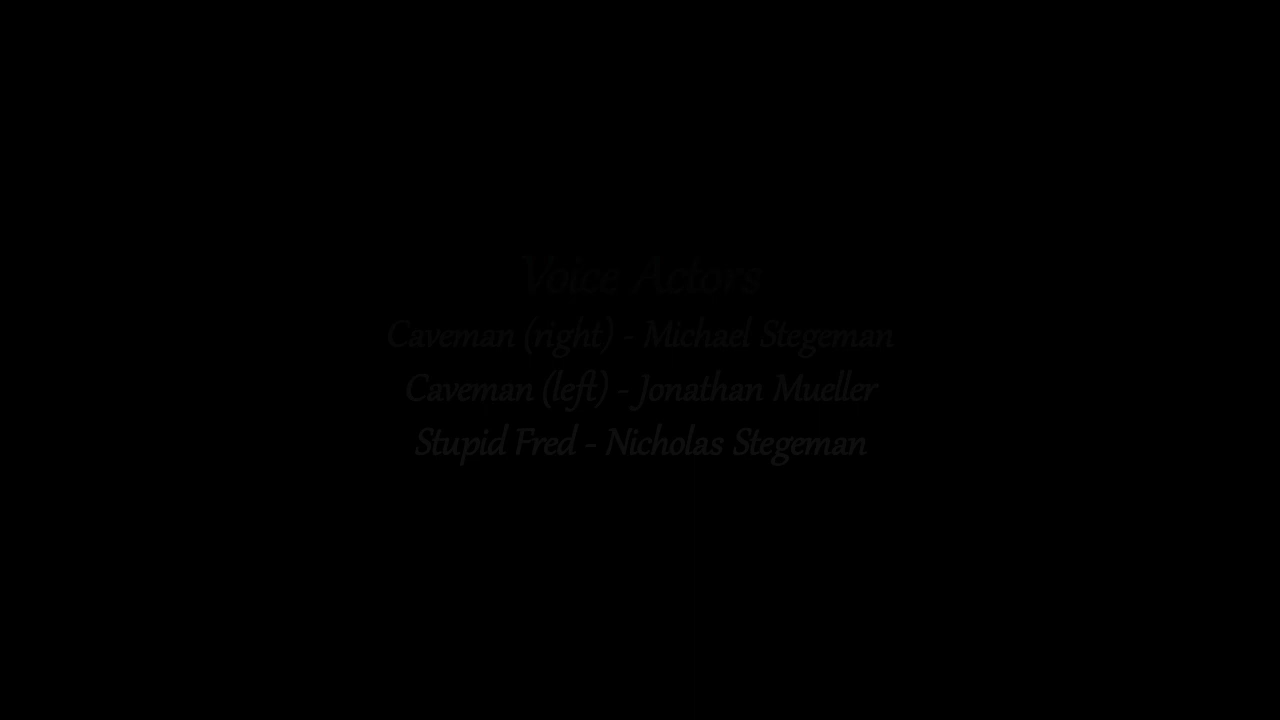 Voice Actors
Caveman (right) - Michael Stegeman
Caveman (left) - Jonathan Mueller
Stupid Fred - Nicholas Stegeman